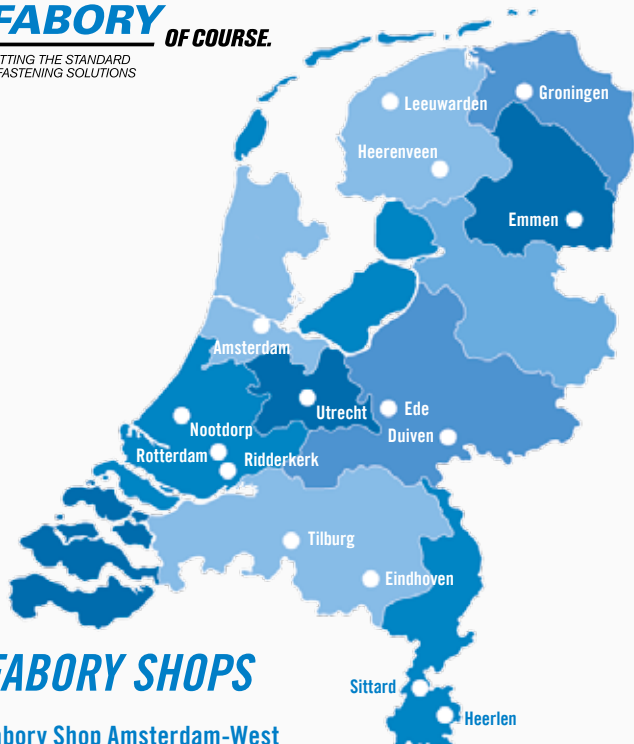 FABORY OF COURSE.
TTING THE STANDARD
FASTENING SOLUTIONS
Leeuwarden
Groningen
Heerenveen
Emmen
Amsterdam
Utrecht
Ede
Nootdorp
Duiven
Rotterdam
Ridderkerk
Tilburg
Eindhoven
FABORY SHOPS
Sittard
Heerlen
abory Shop Amsterdam-West